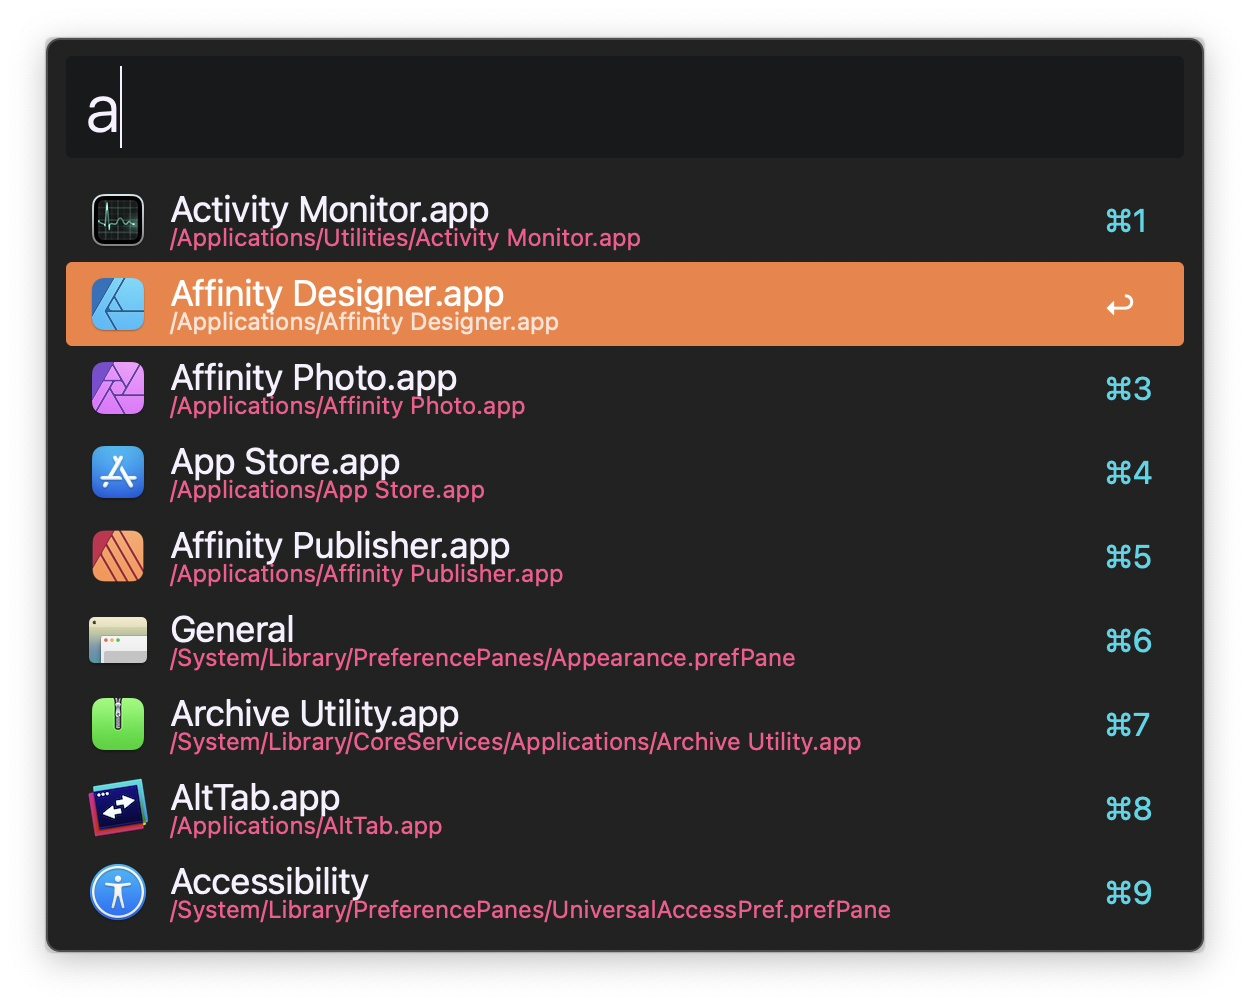 a
Activity Monitor.app
/Applications/Utilities/Activity Monitor.app
⌘1
Affinity Designer.app
/Applications/Affinity Designer.app
↩
Affinity Photo.app
/Applications/Affinity Photo.app
⌘3
App Store.app
/Applications/App Store.app
⌘4
Affinity Publisher.app
/Applications/Affinity Publisher.app
⌘5
General
/System/Library/PreferencePanes/Appearance.prefPane
⌘6
Archive Utility.app
/System/Library/CoreServices/Applications/Archive Utility.app
⌘7
AltTab.app
/Applications/AltTab.app
⌘8
Accessibility
/System/Library/PreferencePanes/UniversalAccessPref.prefPane
⌘9